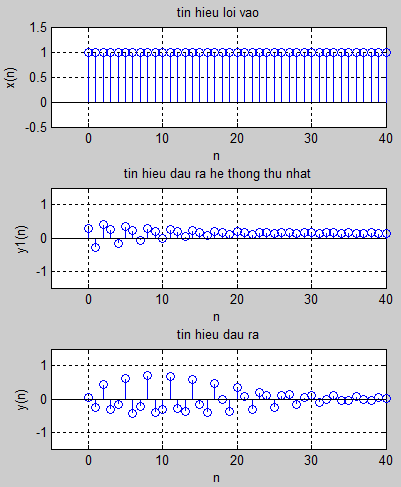 tin hieu loi vao
1.5
1
0.5
0
-0.5
x(n)
0 10 20 30 40
n
tin hieu dau ra he thong thu nhat
1
0
-1
y1(n)
0 10 20 30 40
n
tin hieu dau ra
1
0
-1
y(n)
0 10 20 30 40
n